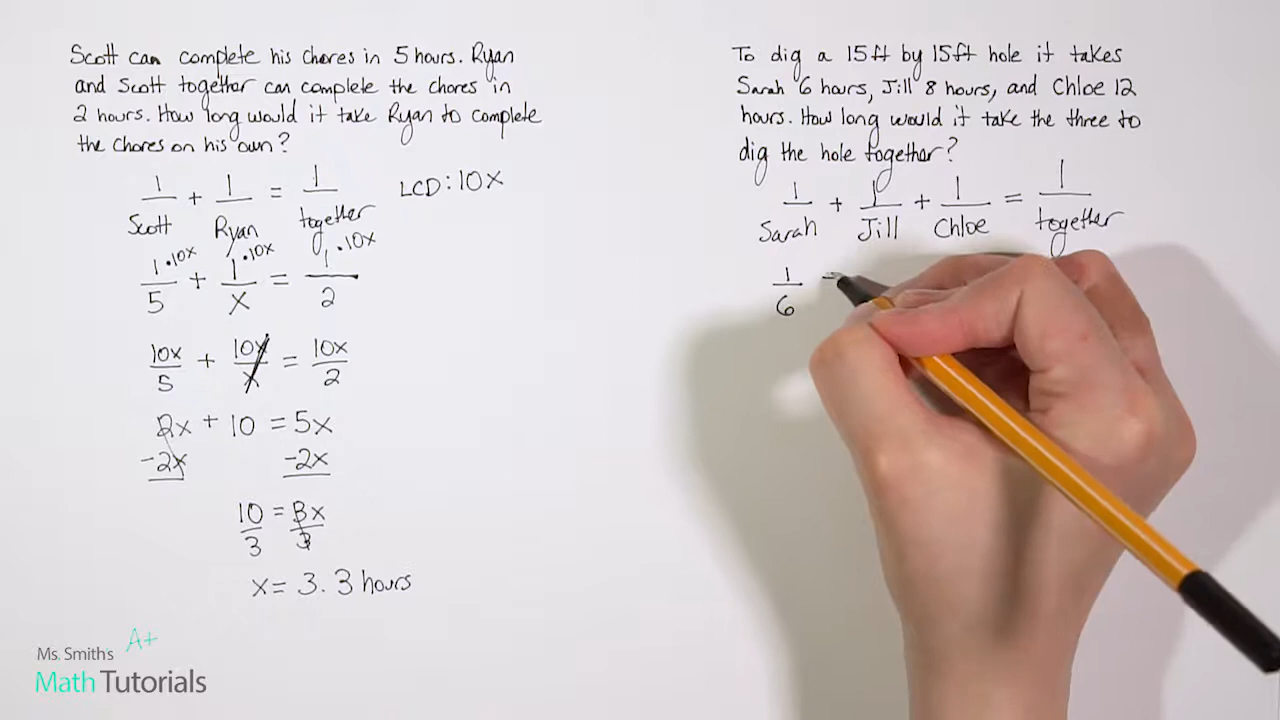 Scott can complete his chores in 5 hours. Ryan
and Scott together can complete the chores in
2 hours. How long would it take Ryan to complete
the chores on his own?
1/Scott + 1/Ryan = 1/together LCD: 10x
1·10x/5 + 1·10x/x = 1·10x/2
10x/5 + 10x/x = 10x/2
2x + 10 = 5x
-2x -2x
10/3 = 3x/3
x = 3.3 hours
To dig a 15ft by 15ft hole it takes
Sarah 6 hours, Jill 8 hours, and Chloe 12
hours. How long would it take the three to
dig the hole together?
1/Sarah + 1/Jill + 1/Chloe = 1/together
1/6
Ms. Smith's A+
Math Tutorials